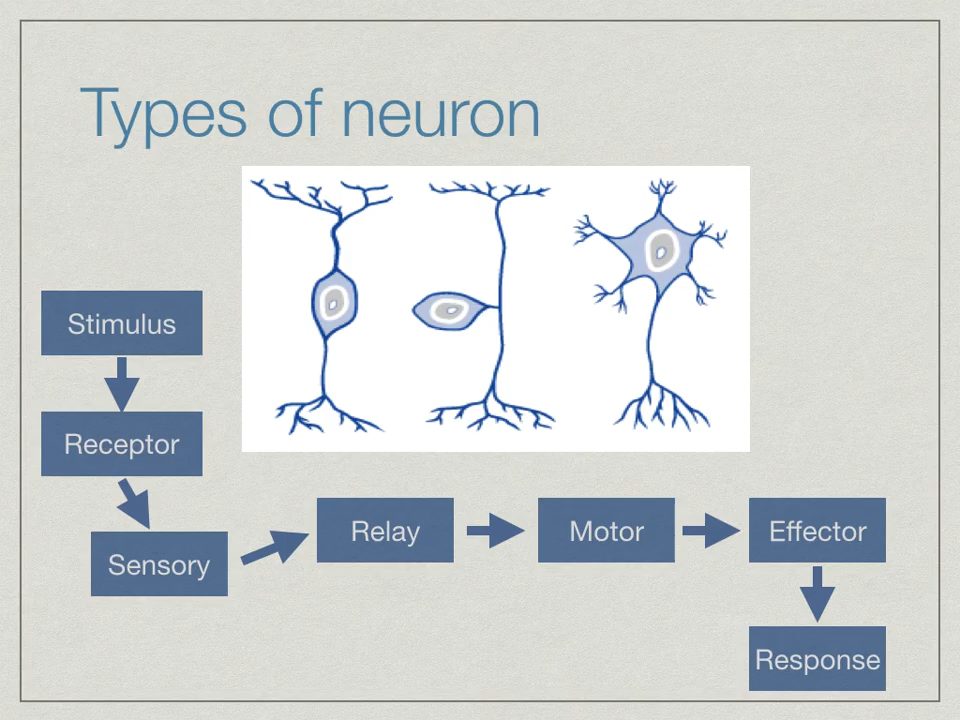 Types of neuron
Stimulus
Receptor
Sensory
Relay
Motor
Effector
Response